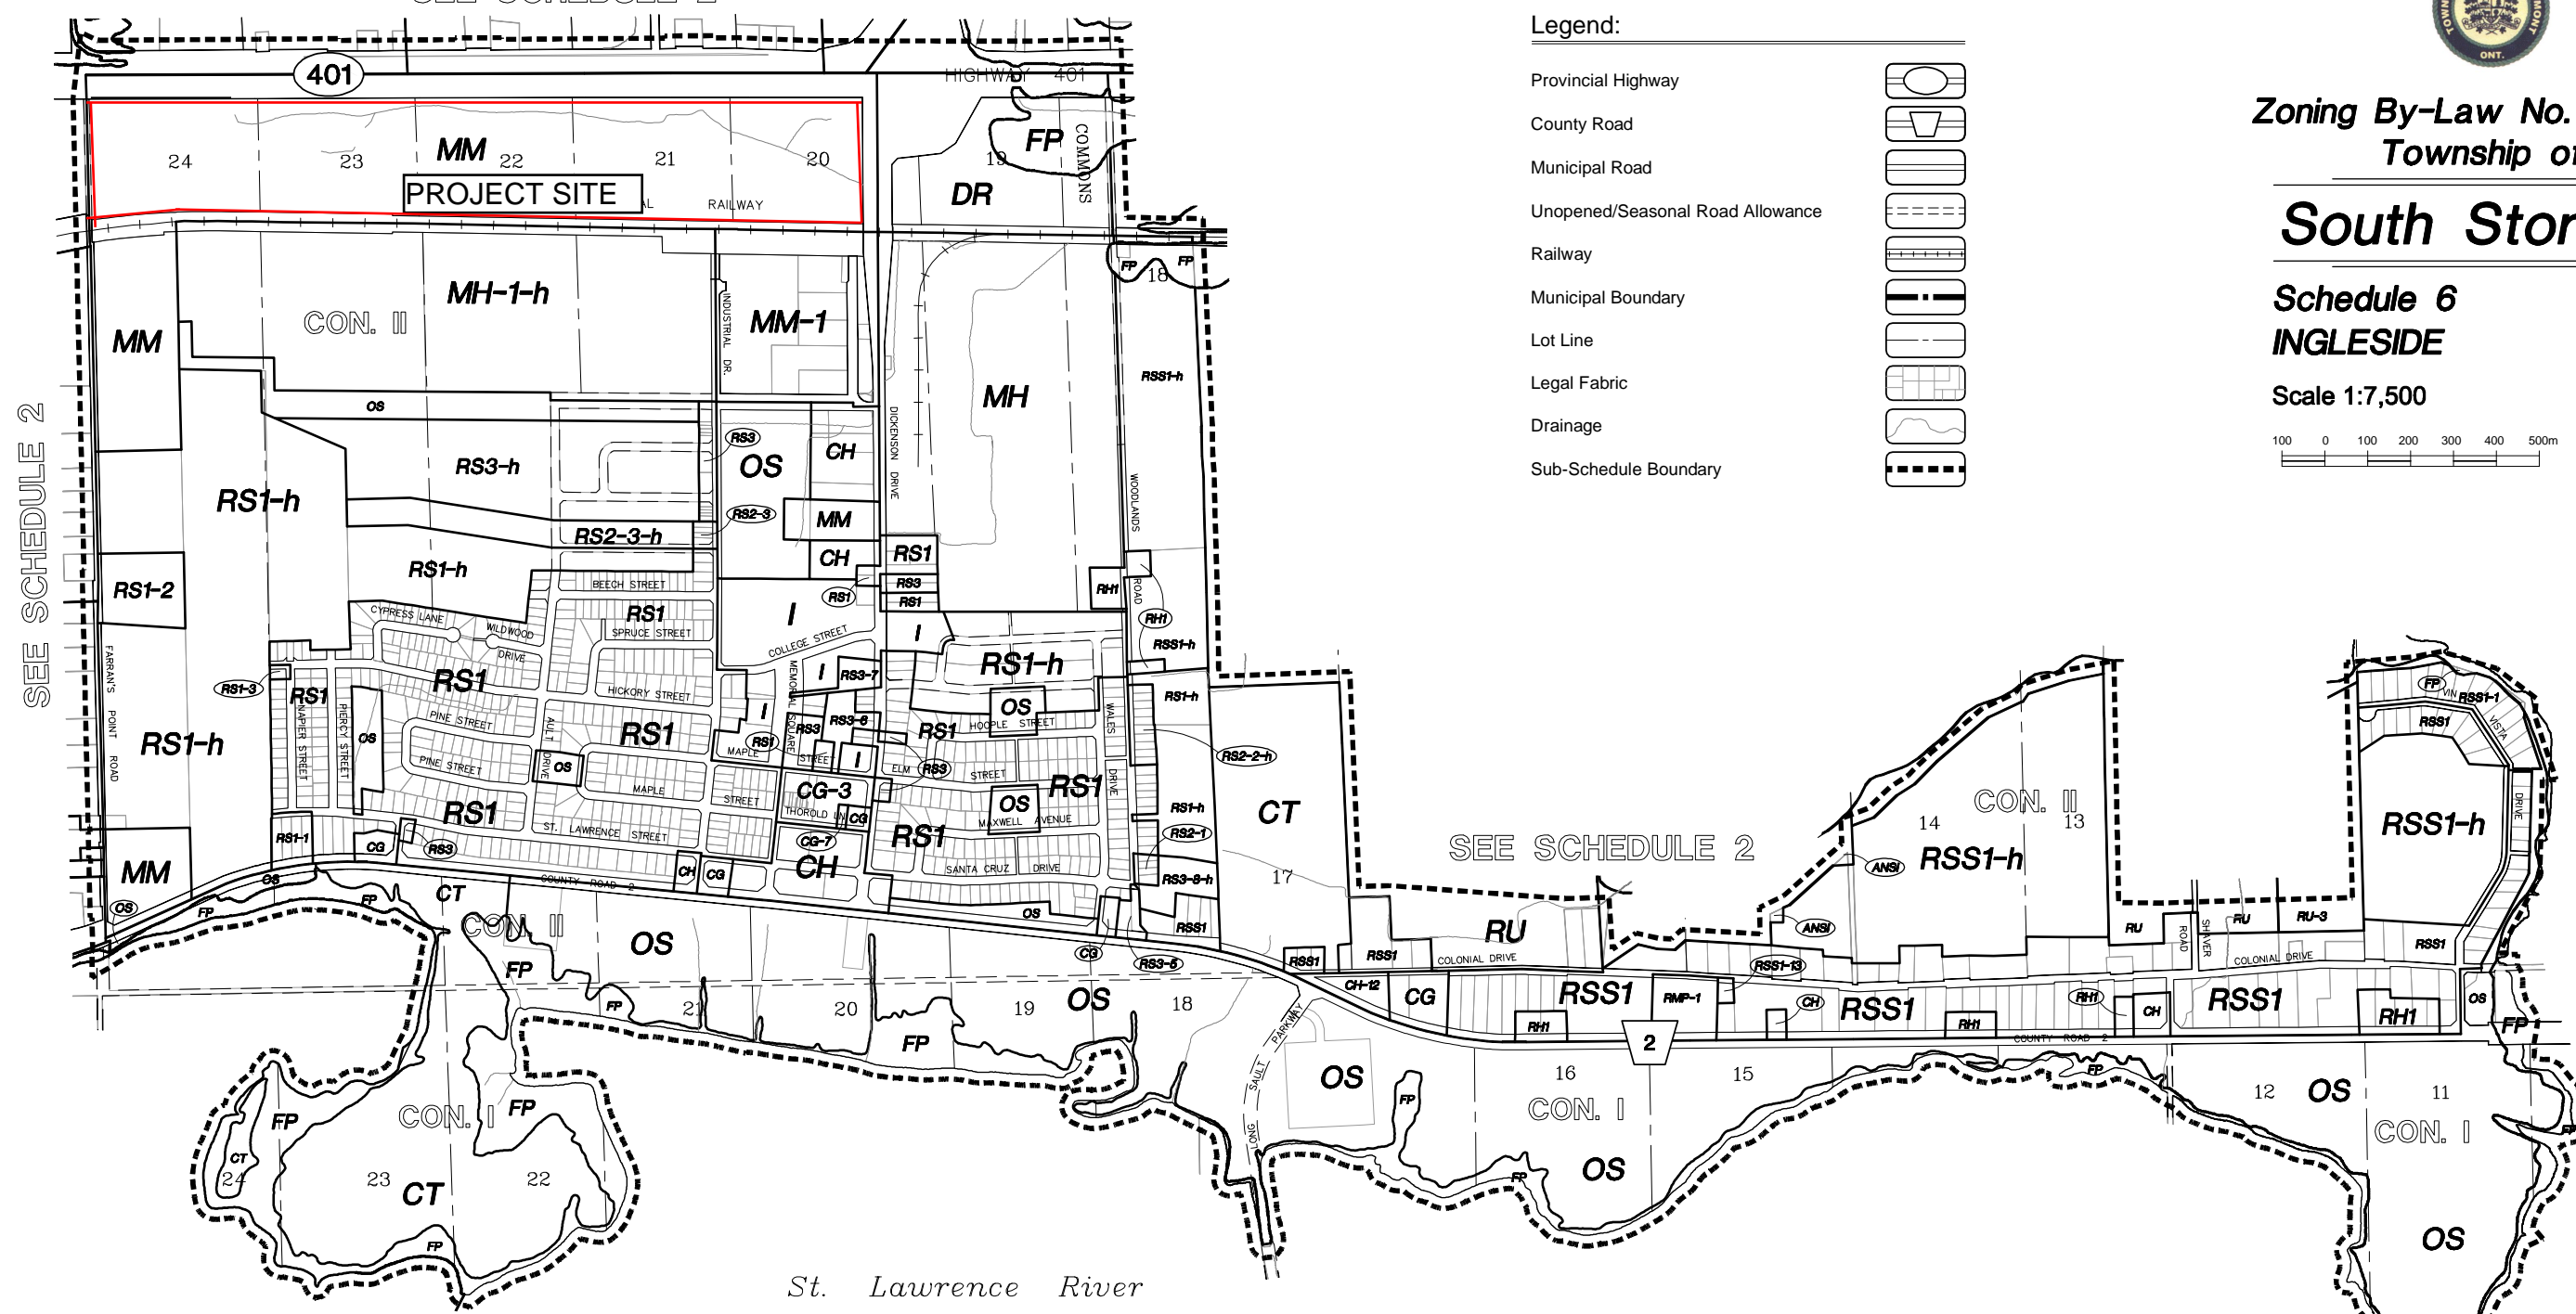 SEE SCHEDULE 2
Legend:
Provincial Highway
County Road
Municipal Road
Unopened/Seasonal Road Allowance
Railway
Municipal Boundary
Lot Line
Legal Fabric
Drainage
Sub-Schedule Boundary
ONT.
Zoning By-Law No.
Township of
South Stor
Schedule 6
INGLESIDE
Scale 1:7,500
100 0 100 200 300 400 500m
401
HIGHWAY 401
MM
24 23 22 21 20 19
PROJECT SITE
AL RAILWAY
FP
COMMONS
DR
FP FP
18
MH-1-h
CON. II
MM
INDUSTRIAL DR.
MM-1
MH
RSS1-h
SEE SCHEDULE 2
OS
DICKENSON DRIVE
RS3-h
RS3
OS
CH
RS1-h
RS2-3
MM
WOODLANDS
ROAD
RS2-3-h
CH
RS1
RS1-h
RS1-2
BEECH STREET
RS3
RS1
RS1
RH1
RH1
CYPRESS LANE
WILDWOOD
DRIVE
RS1
SPRUCE STREET
I
COLLEGE STREET
I
RSS1-h
RS1-h
FARRAN'S POINT ROAD
RS1-3
RS1
RS1
HICKORY STREET
I
RS3-7
MEMORIAL SQUARE
NAPIER STREET
PIERCY STREET
OS
PINE STREET
AULT DRIVE
RS1
I
RS3
RS3-6
RS1
OS
HOOPLE STREET
WALES
DRIVE
RS1-h
RS1-h
PINE STREET
OS
RS1
MAPLE
STREET
I
ELM
RS3
STREET
RS2-2-h
MAPLE
STREET
CG-3
THOROLD LN
CG
RS1
OS
MAXWELL AVENUE
RS1-h
CT
RS1
ST. LAWRENCE STREET
RS1-1
CG
RS3
CG-7
RS1
RS2-1
MM
CH
CG
CH
SANTA CRUZ DRIVE
RS3-8-h
17
OS
OS
FP
FP
CT
COUNTY ROAD 2
OS
RSS1
CON. II
OS
CG
RS3-5
FP
FP
21
20
19
OS
18
FP
FP
CON. I
FP
CT
24
23
CT
22
FP
St. Lawrence River
SEE SCHEDULE 2
CON. II
14
13
RSS1-h
ANSI
ANSI
FP
VIN
RSS1-1
VISTA
RSS1
DRIVE
RSS1-h
RU
RSS1
RSS1
COLONIAL DRIVE
RSS1-13
RU
ROAD
SHAVER
RU
RU-3
RSS1
COLONIAL DRIVE
CH-12
CG
RSS1
RMP-1
CH
RSS1
RH1
CH
RSS1
OS
RH1
RH1
RH1
FP
2
COUNTY ROAD 2
LONG SAULT PARKWAY
OS
FP
16
15
CON. I
FP
12
OS
11
CON. I
FP
OS
FP
OS